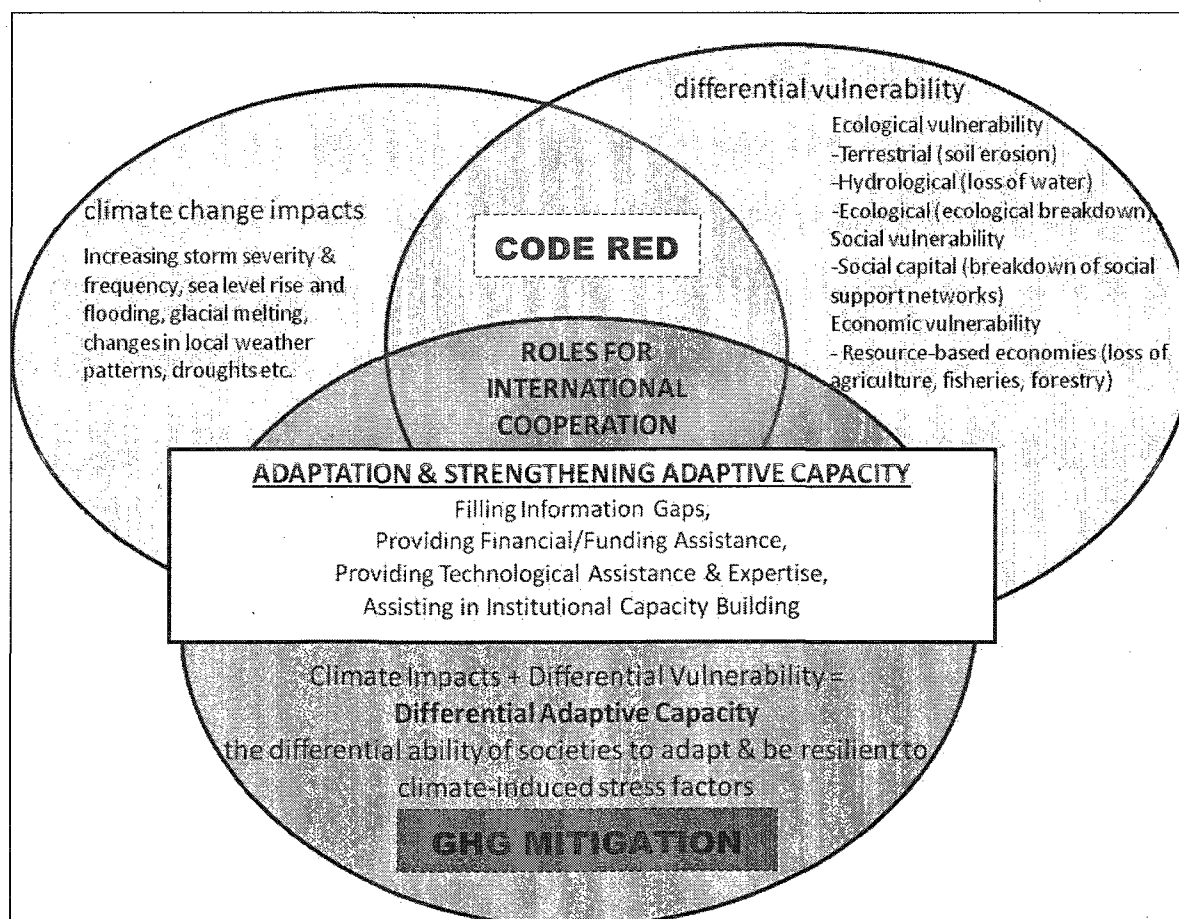 differential vulnerability
Ecological vulnerability
-Terrestrial (soil erosion)
-Hydrological (loss of water)
-Ecological (ecological breakdown)
Social vulnerability
-Social capital (breakdown of social
support networks)
Economic vulnerability
- Resource-based economies (loss of
agriculture, fisheries, forestry)
climate change impacts
Increasing storm severity &
frequency, sea level rise and
flooding, glacial melting,
changes in local weather
patterns, droughts etc.
CODE RED
ROLES FOR
INTERNATIONAL
COOPERATION
ADAPTATION & STRENGTHENING ADAPTIVE CAPACITY
Filling Information Gaps,
Providing Financial/Funding Assistance,
Providing Technological Assistance & Expertise,
Assisting in Institutional Capacity Building
Climate Impacts + Differential Vulnerability =
Differential Adaptive Capacity
the differential ability of societies to adapt & be resilient to
climate-induced stress factors
GHG MITIGATION